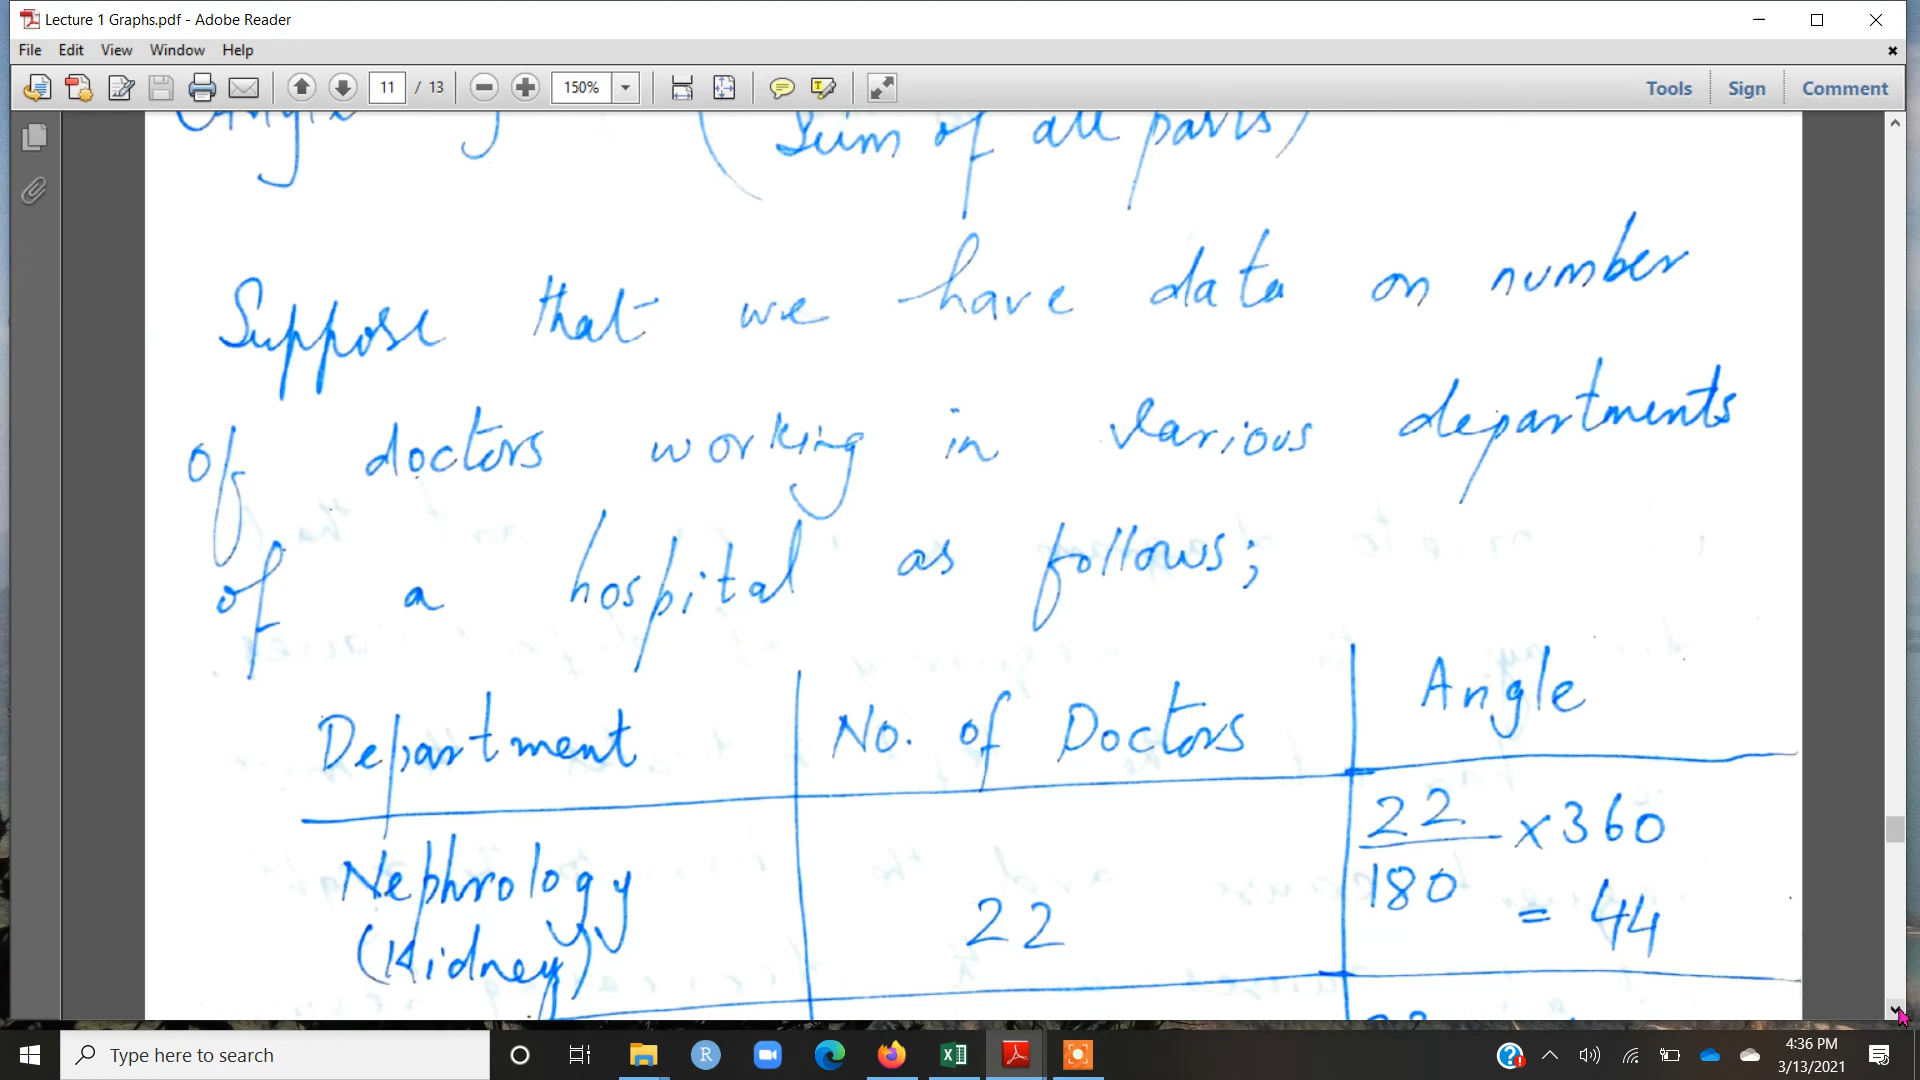 Lecture 1 Graphs.pdf - Adobe Reader
File Edit View Window Help
11 / 13 150% Tools Sign Comment
Angle
(Sum of all parts)
Suppose that we have data on number
of doctors working in various departments
of a hospital as follows;
Department No. of Doctors Angle
Nephrology (Kidney) 22 22/180 x 360 = 44
Type here to search
4:36 PM
3/13/2021